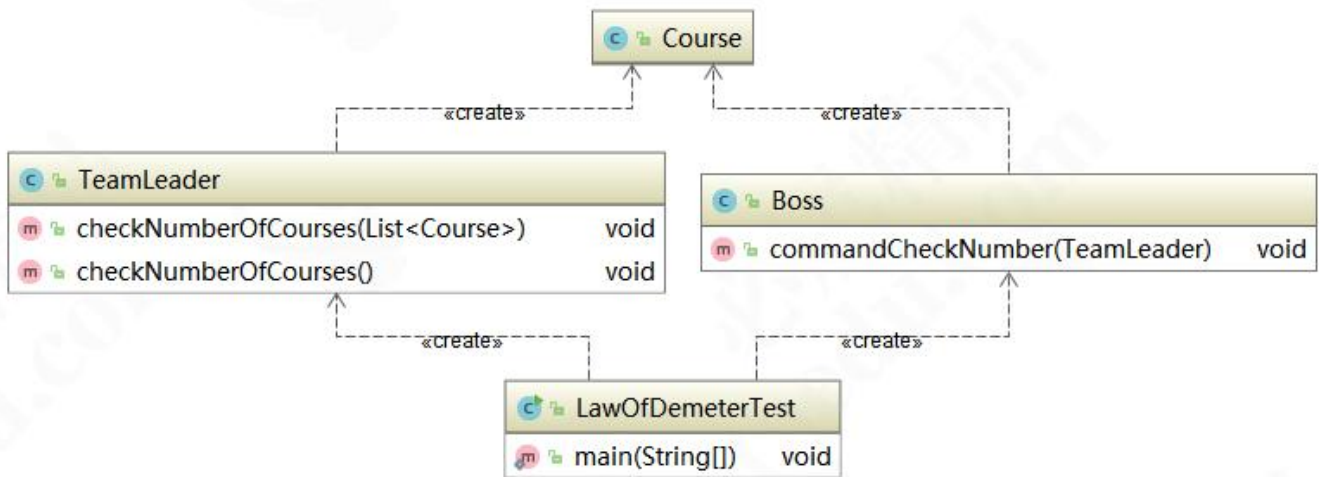 Course
«create»
«create»
TeamLeader
checkNumberOfCourses(List<Course>) void
checkNumberOfCourses() void
Boss
commandCheckNumber(TeamLeader) void
«create»
«create»
LawOfDemeterTest
main(String[]) void